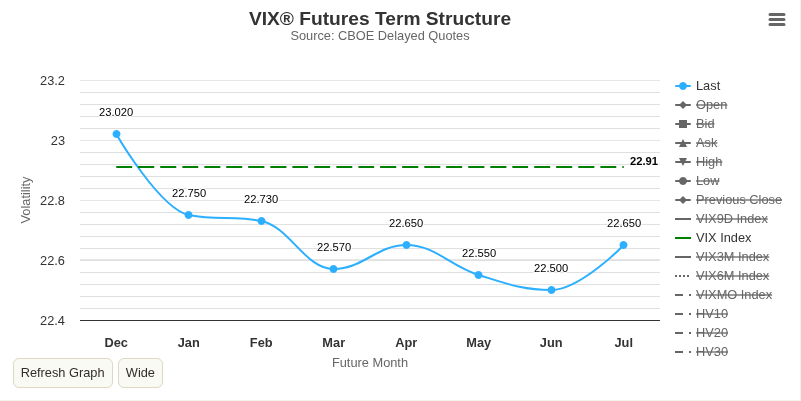 VIX® Futures Term Structure
Source: CBOE Delayed Quotes
23.2
23
22.8
22.6
22.4
Volatility
23.020
22.750
22.730
22.570
22.650
22.550
22.500
22.650
22.91
Dec Jan Feb Mar Apr May Jun Jul
Future Month
Last
Open
Bid
Ask
High
Low
Previous Close
VIX9D Index
VIX Index
VIX3M Index
VIX6M Index
VIXMO Index
HV10
HV20
HV30
Refresh Graph
Wide